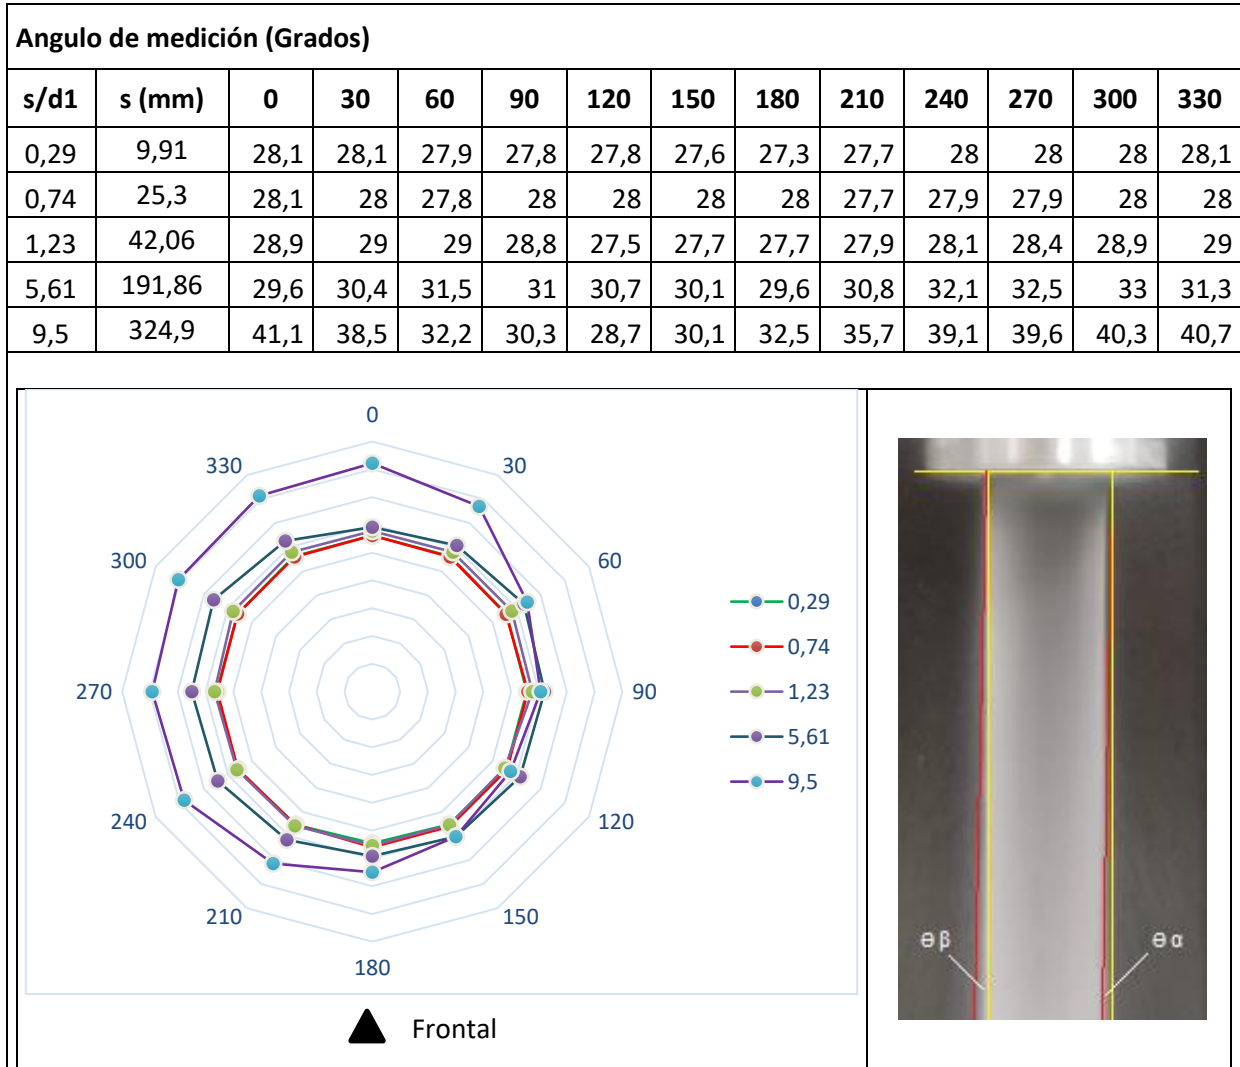 Angulo de medición (Grados)
s/d1 s (mm) 0 30 60 90 120 150 180 210 240 270 300 330
0,29 9,91 28,1 28,1 27,9 27,8 27,8 27,6 27,3 27,7 28 28 28 28,1
0,74 25,3 28,1 28 27,8 28 28 28 28 27,7 27,9 27,9 28 28
1,23 42,06 28,9 29 29 28,8 27,5 27,7 27,7 27,9 28,1 28,4 28,9 29
5,61 191,86 29,6 30,4 31,5 31 30,7 30,1 29,6 30,8 32,1 32,5 33 31,3
9,5 324,9 41,1 38,5 32,2 30,3 28,7 30,1 32,5 35,7 39,1 39,6 40,3 40,7
0
30
60
90
120
150
180
210
240
270
300
330
0,29
0,74
1,23
5,61
9,5
Frontal
Ɵ β
Ɵ α